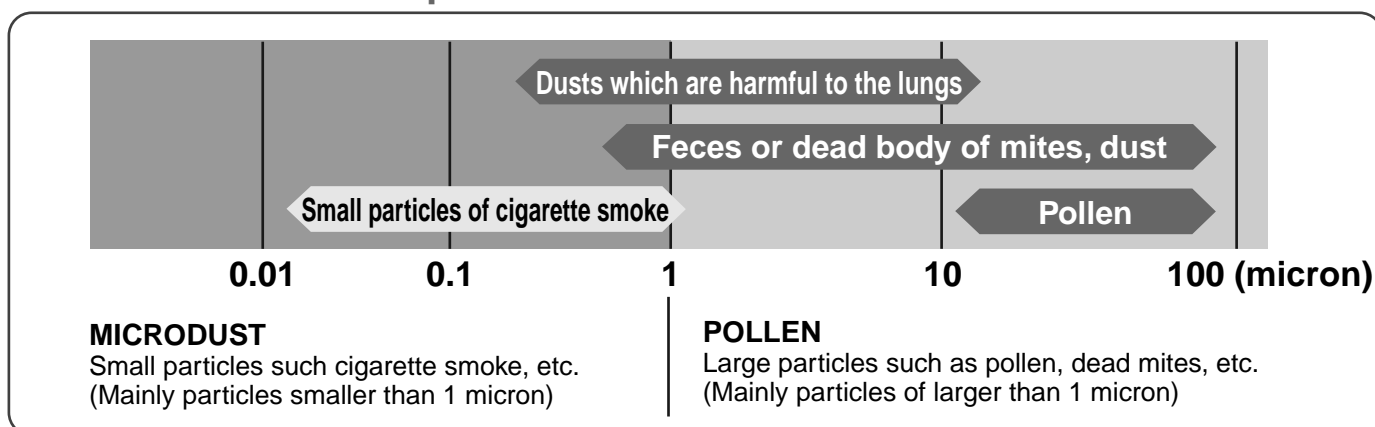 Dusts which are harmful to the lungs
Feces or dead body of mites, dust
Small particles of cigarette smoke
Pollen
0.01 0.1 1 10 100 (micron)
MICRODUST
Small particles such cigarette smoke, etc.
(Mainly particles smaller than 1 micron)
POLLEN
Large particles such as pollen, dead mites, etc.
(Mainly particles of larger than 1 micron)